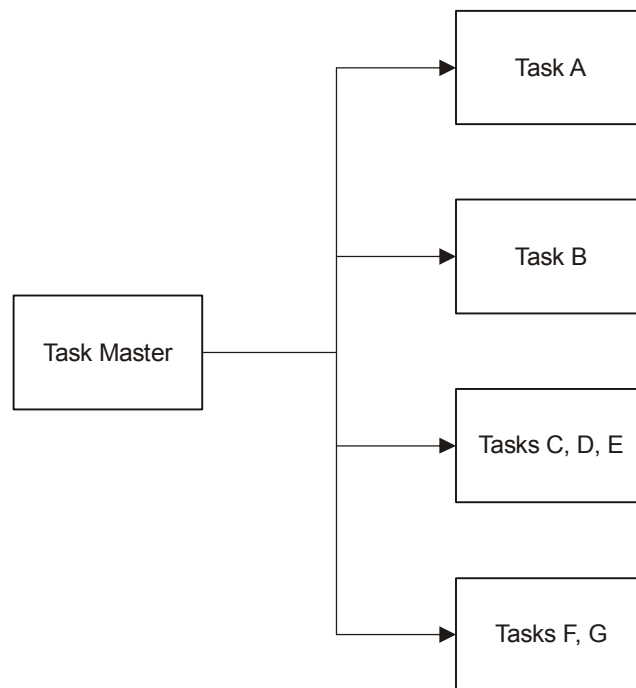 Task A
Task B
Task Master
Tasks C, D, E
Tasks F, G